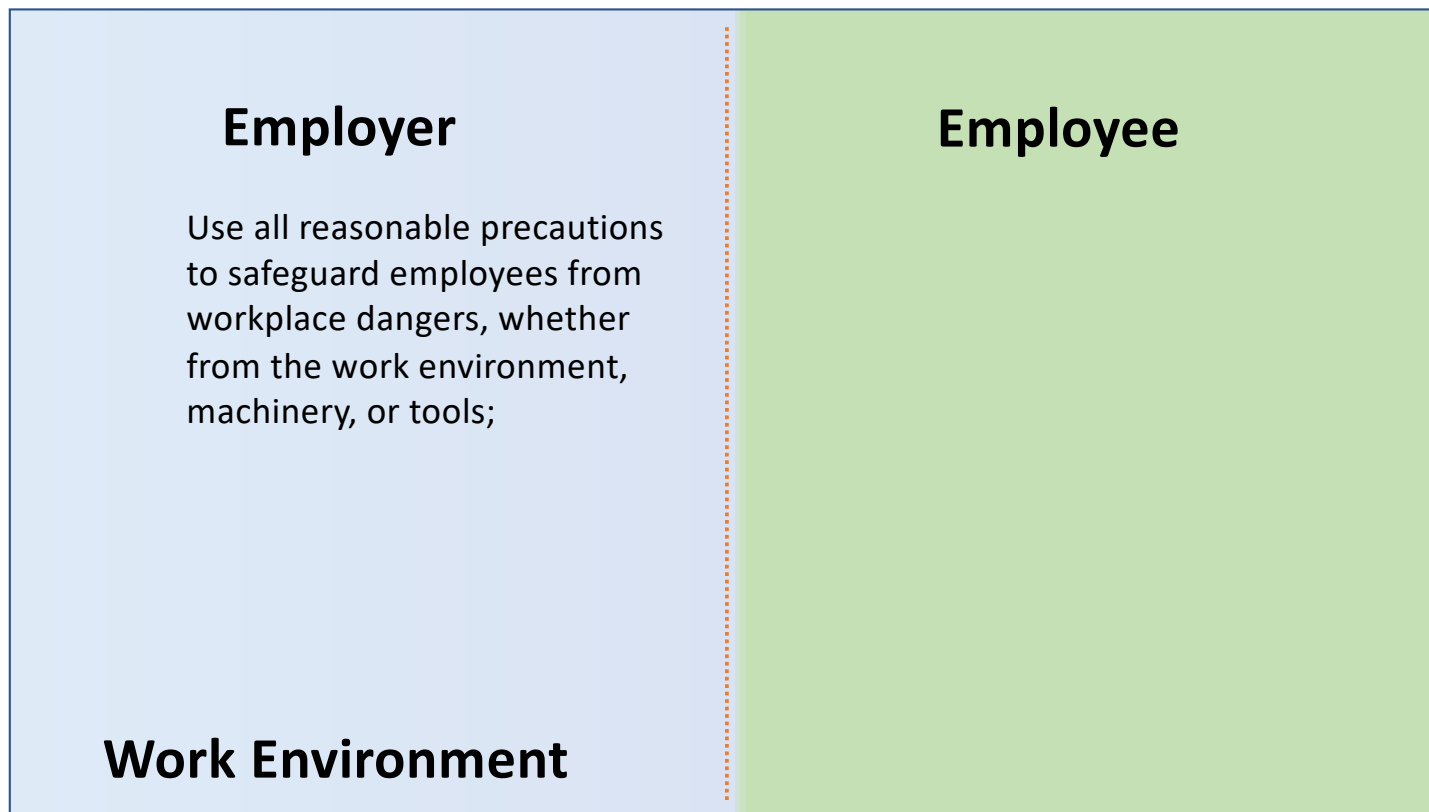 Employer
Use all reasonable precautions
to safeguard employees from
workplace dangers, whether
from the work environment,
machinery, or tools;
Work Environment
Employee